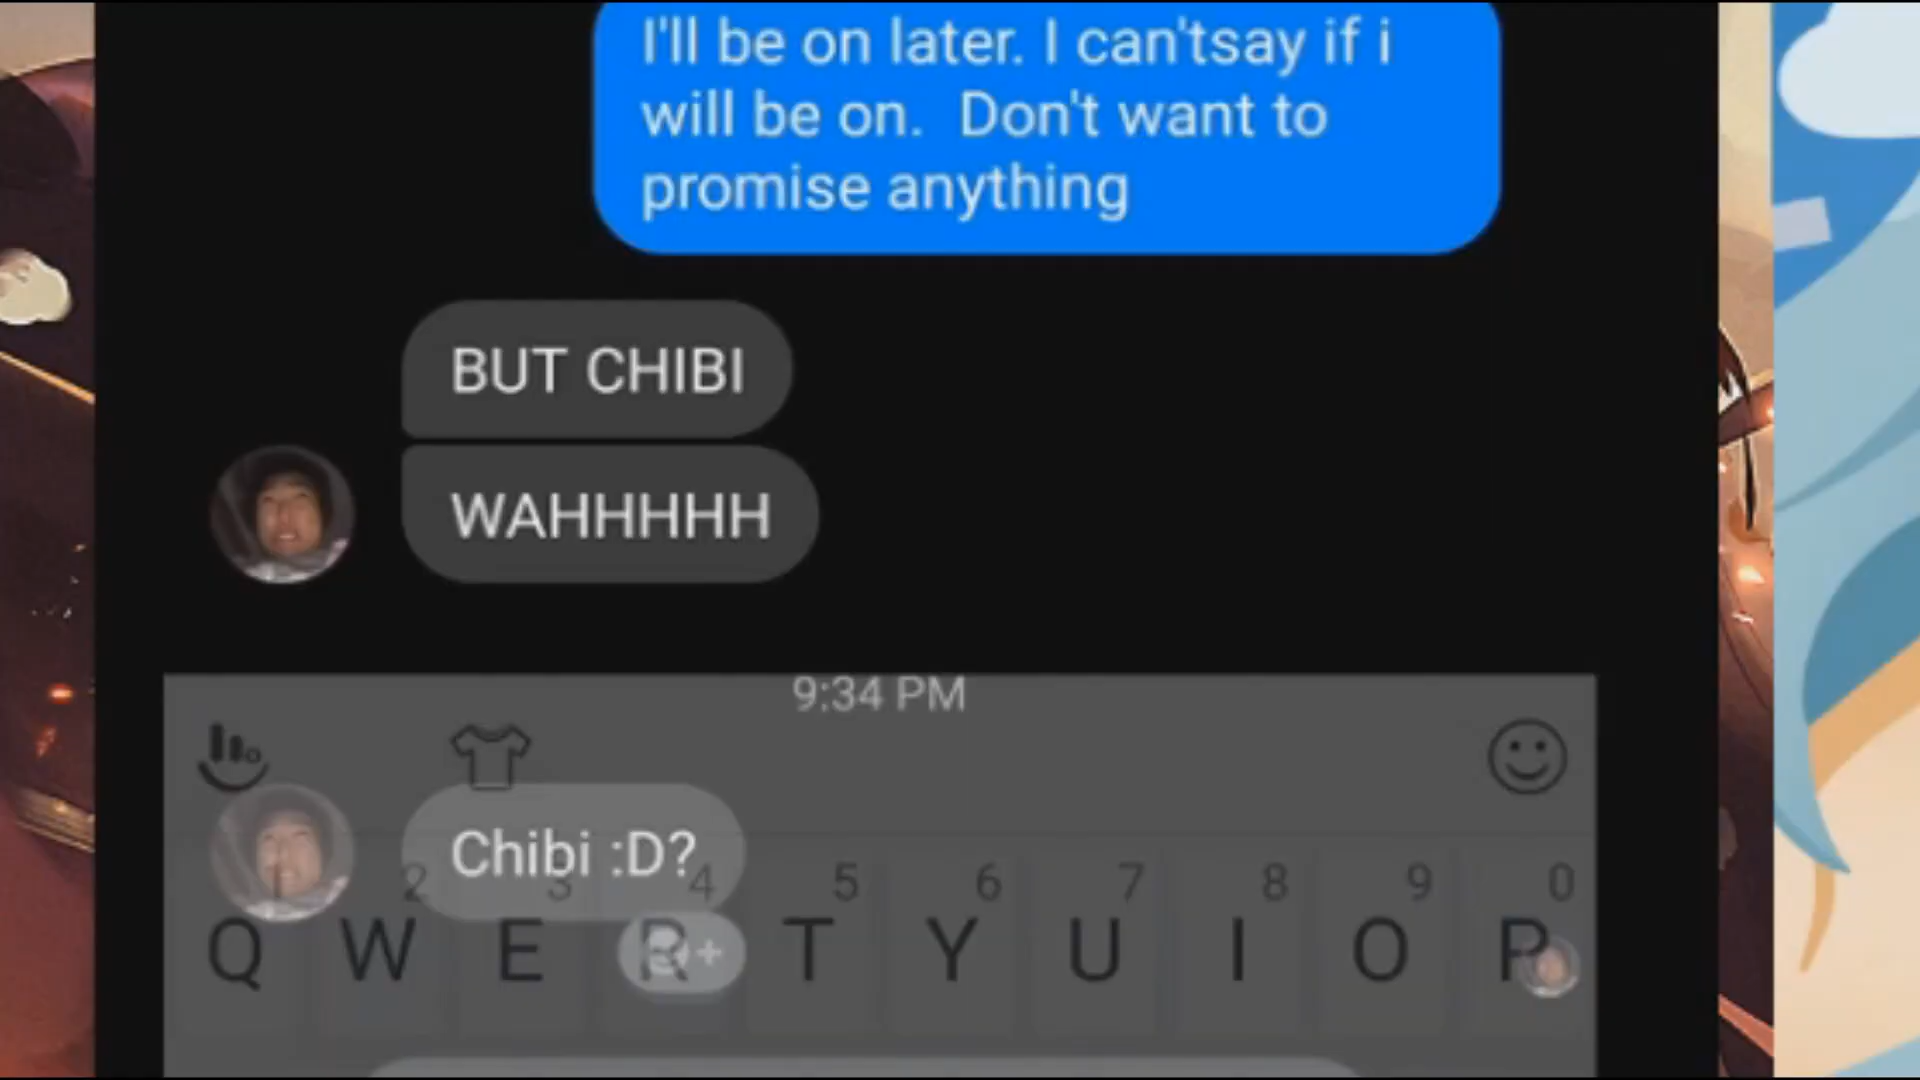 I'll be on later. I can'tsay if i
will be on.  Don't want to
promise anything
BUT CHIBI
WAHHHHH
9:34 PM
Chibi :D?
2 3 4 5 6 7 8 9 0
Q W E R T Y U I O P